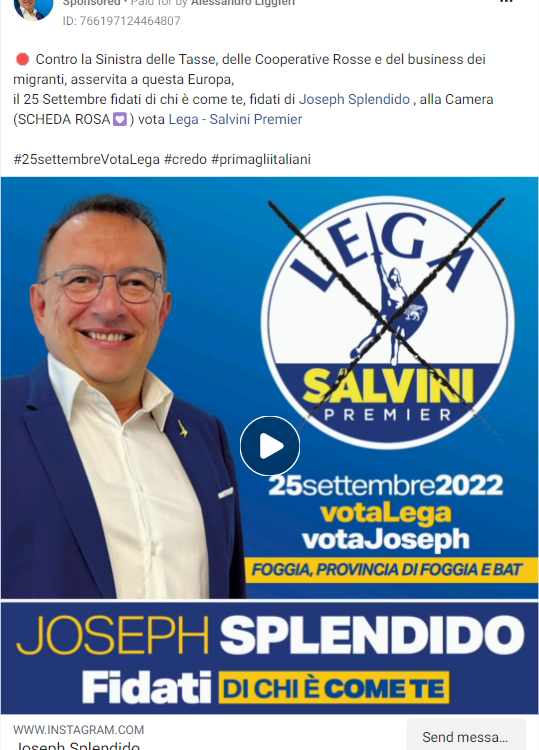 Sponsored • Paid for by Alessandro Liggieri
ID: 766197124464807
Contro la Sinistra delle Tasse, delle Cooperative Rosse e del business dei
migranti, asservita a questa Europa,
il 25 Settembre fidati di chi è come te, fidati di Joseph Splendido , alla Camera
(SCHEDA ROSA💟) vota Lega - Salvini Premier
#25settembreVotaLega #credo #primagliitaliani
LEGA
SALVINI
PREMIER
25settembre2022
votaLega
votaJoseph
FOGGIA, PROVINCIA DI FOGGIA E BAT
JOSEPH SPLENDIDO
Fidati DI CHI È COME TE
WWW.INSTAGRAM.COM
Joseph Splendido
Send messa...